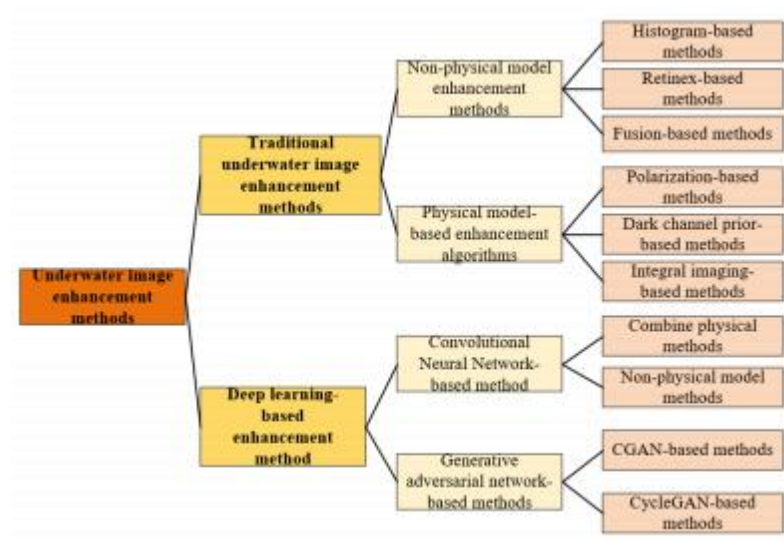 Underwater image
enhancement
methods
Traditional
underwater image
enhancement
methods
Deep learning-
based
enhancement
method
Non-physical model
enhancement
methods
Physical model-
based enhancement
algorithms
Convolutional
Neural Network-
based method
Generative
adversarial network-
based methods
Histogram-based
methods
Retinex-based
methods
Fusion-based methods
Polarization-based
methods
Dark channel prior-
based methods
Integral imaging-
based methods
Combine physical
methods
Non-physical model
methods
CGAN-based methods
CycleGAN-based
methods